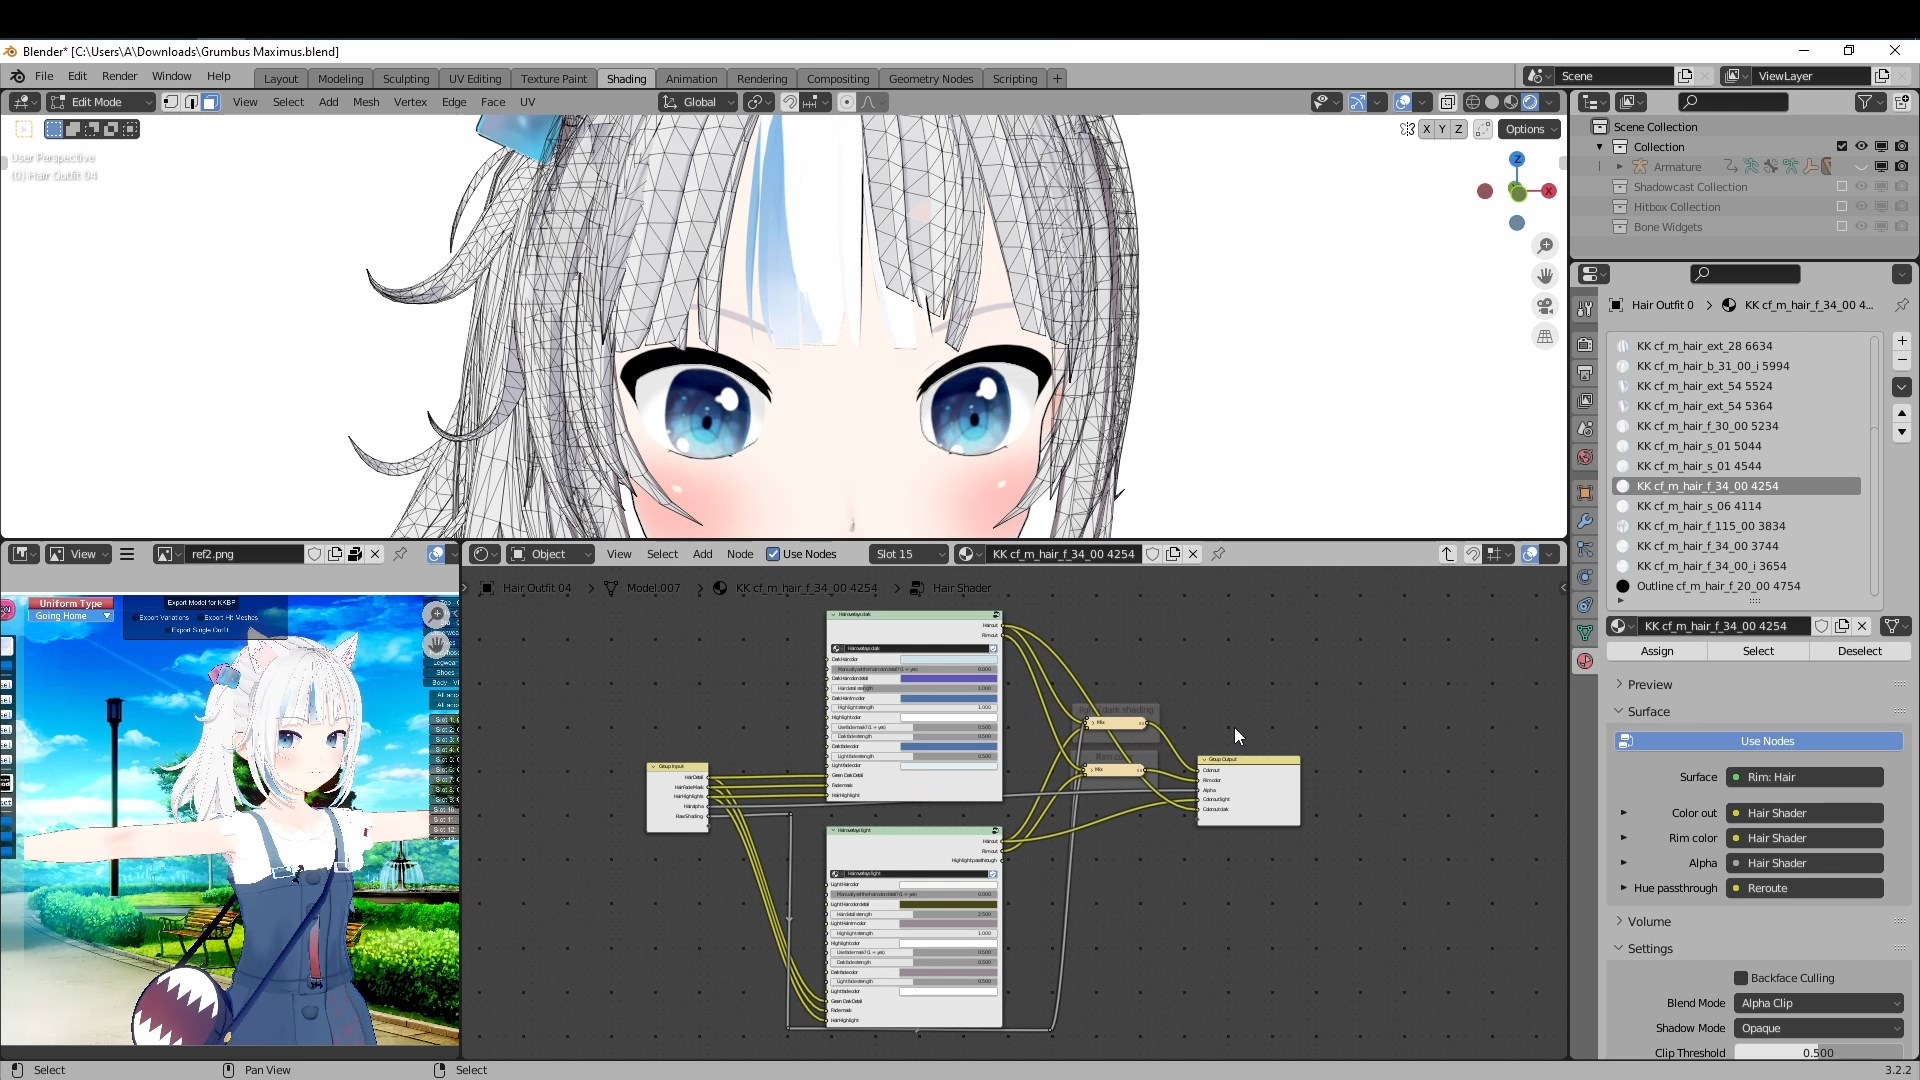 Blender* [C:\Users\A\Downloads\Grumbus Maximus.blend]
File Edit Render Window Help
Layout Modeling Sculpting UV Editing Texture Paint Shading Animation Rendering Compositing Geometry Nodes Scripting +
Scene
ViewLayer
Edit Mode View Select Add Mesh Vertex Edge Face UV
Global
X Y Z
Options
User Perspective
(0) Hair Outfit 04
Z
X
Scene Collection
Collection
Armature
Shadowcast Collection
Hitbox Collection
Bone Widgets
Hair Outfit 0 > KK cf_m_hair_f_34_00 4...
KK cf_m_hair_ext_28 6634
KK cf_m_hair_b_31_00_i 5994
KK cf_m_hair_ext_54 5524
KK cf_m_hair_ext_54 5364
KK cf_m_hair_f_30_00 5234
KK cf_m_hair_s_01 5044
KK cf_m_hair_s_01 4544
KK cf_m_hair_f_34_00 4254
KK cf_m_hair_s_06 4114
KK cf_m_hair_f_115_00 3834
KK cf_m_hair_f_34_00 3744
KK cf_m_hair_f_34_00_i 3654
Outline cf_m_hair_f_20_00 4754
KK cf_m_hair_f_34_00 4254
Assign Select Deselect
Preview
Surface
Use Nodes
Surface Rim: Hair
Color out Hair Shader
Rim color Hair Shader
Alpha Hair Shader
Hue passthrough Reroute
Volume
Settings
Backface Culling
Blend Mode Alpha Clip
Shadow Mode Opaque
Clip Threshold 0.500
View
ref2.png
Uniform Type
Going Home
Export Model for KKBP
Export Variations Export Hit Meshes
Export Single Outfit
Object View Select Add Node Use Nodes Slot 15 KK cf_m_hair_f_34_00 4254
Hair Outfit 04 > Model.007 > KK cf_m_hair_f_34_00 4254 > Hair Shader
Mix
Mix
Group Input
Group Output
Select
Pan View
Select
3.2.2